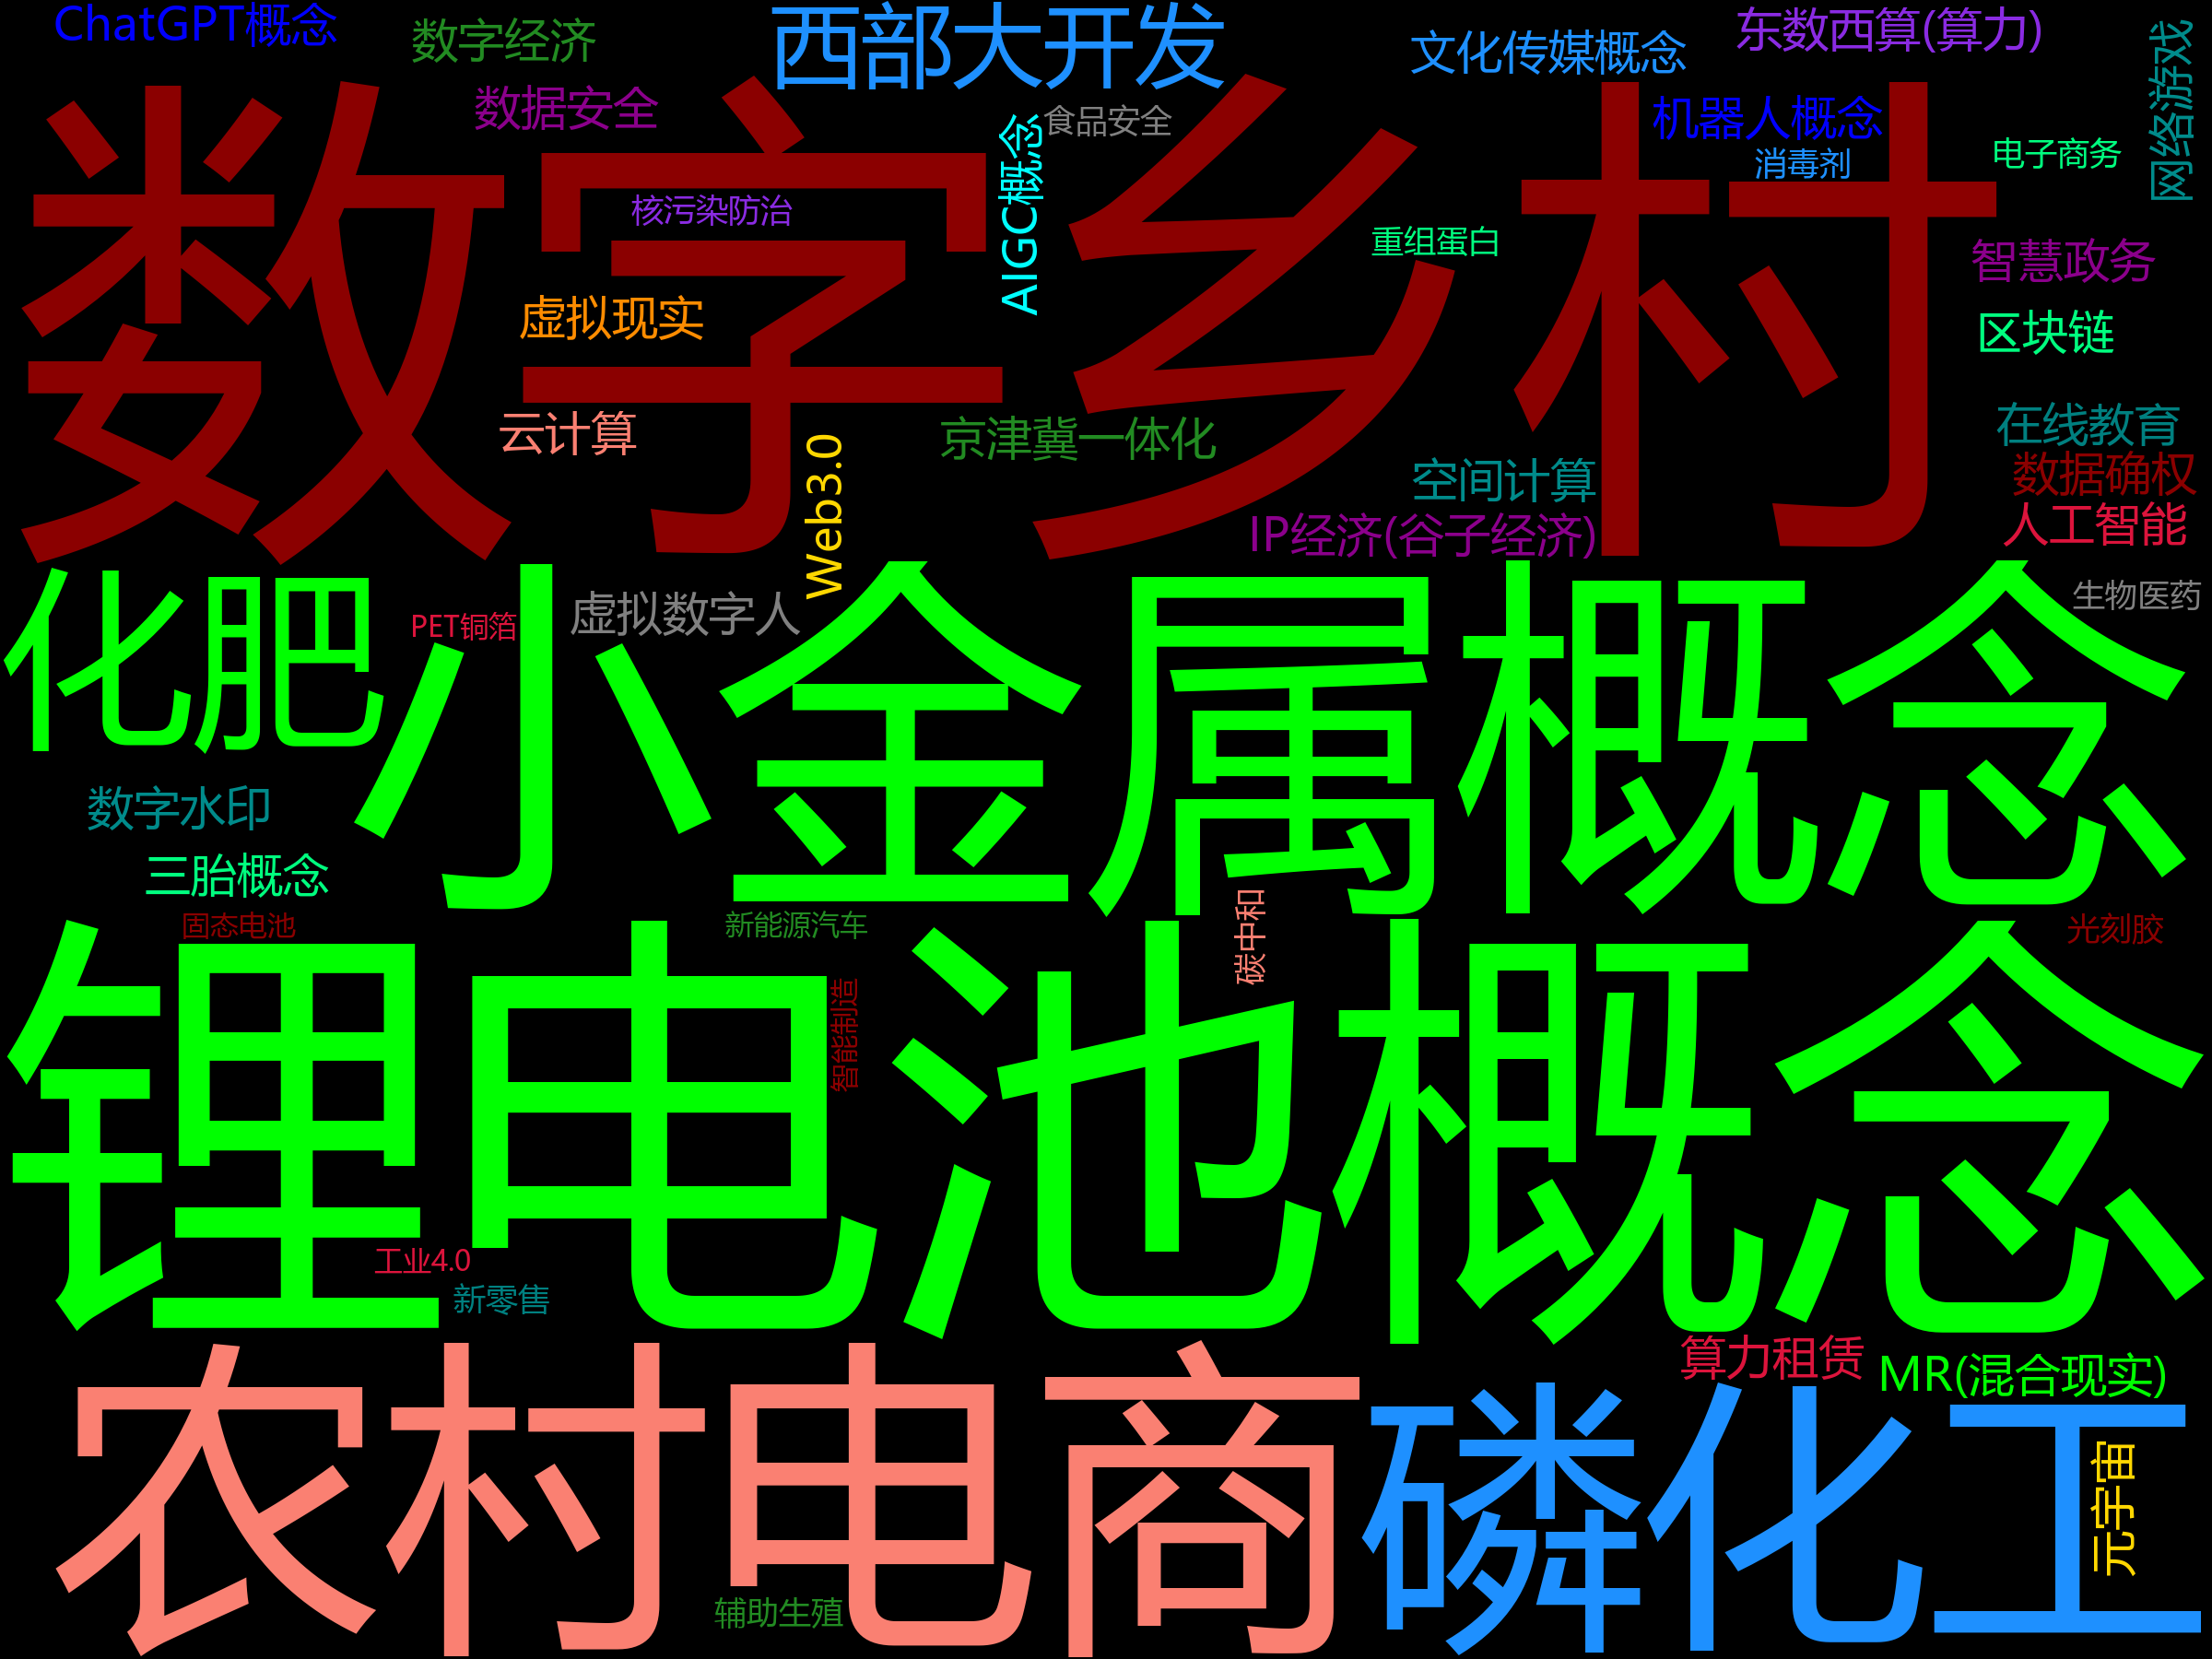 ChatGPT概念
数字经济
西部大开发
文化传媒概念
东数西算(算力)
网络游戏
数据安全
食品安全
机器人概念
电子商务
消毒剂
AIGC概念
数字乡村
核污染防治
重组蛋白
智慧政务
虚拟现实
区块链
云计算
Web3.0
京津冀一体化
空间计算
在线教育
数据确权
IP经济(谷子经济)
人工智能
化肥
PET铜箔
虚拟数字人
小金属概念
生物医药
数字水印
三胎概念
固态电池
新能源汽车
碳中和
光刻胶
智能制造
锂电池概念
工业4.0
新零售
算力租赁
MR(混合现实)
农村电商
磷化工
元宇宙
辅助生殖